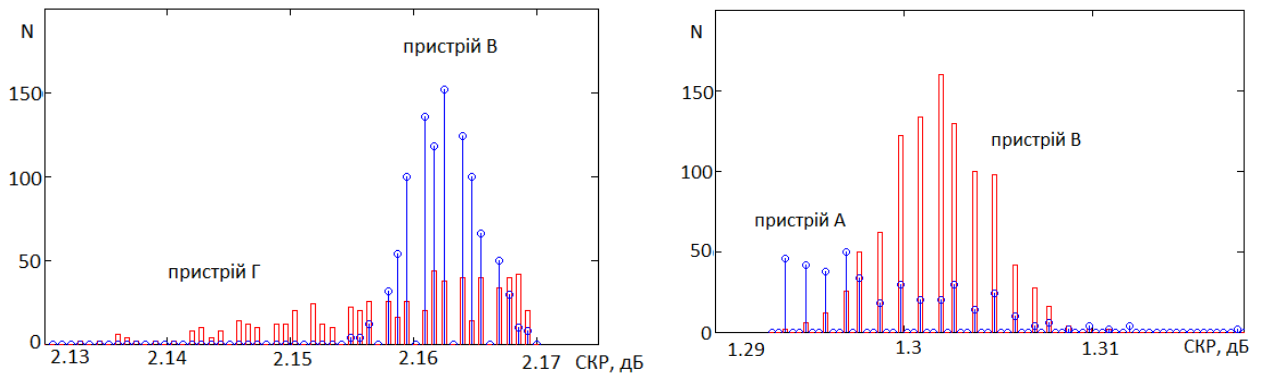 N
пристрій В
150
100
пристрій Г
50
0
2.13 2.14 2.15 2.16 2.17 СКР, дБ
N
150
пристрій В
100
пристрій А
50
0
1.29 1.3 1.31 СКР, дБ